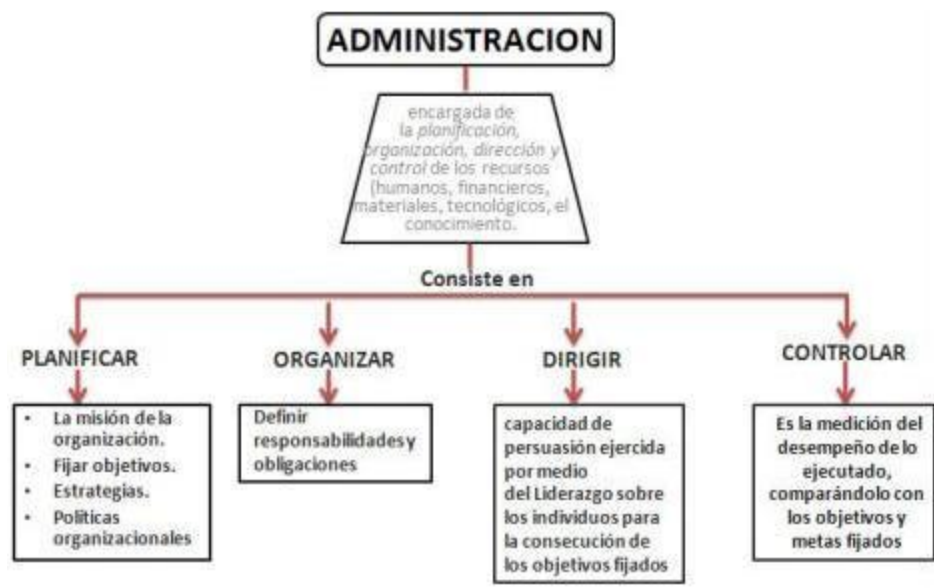 ADMINISTRACION
encargada de
la planificación,
organización, dirección y
control de los recursos
(humanos, financieros,
materiales, tecnológicos, el
conocimiento.
Consiste en
PLANIFICAR
• La misión de la
organización.
• Fijar objetivos.
• Estrategias.
• Políticas
organizacionales
ORGANIZAR
Definir
responsabilidades y
obligaciones
DIRIGIR
capacidad de
persuasión ejercida
por medio
del Liderazgo sobre
los individuos para
la consecución de
los objetivos fijados
CONTROLAR
Es la medición del
desempeño de lo
ejecutado,
comparándolo con
los objetivos y
metas fijados